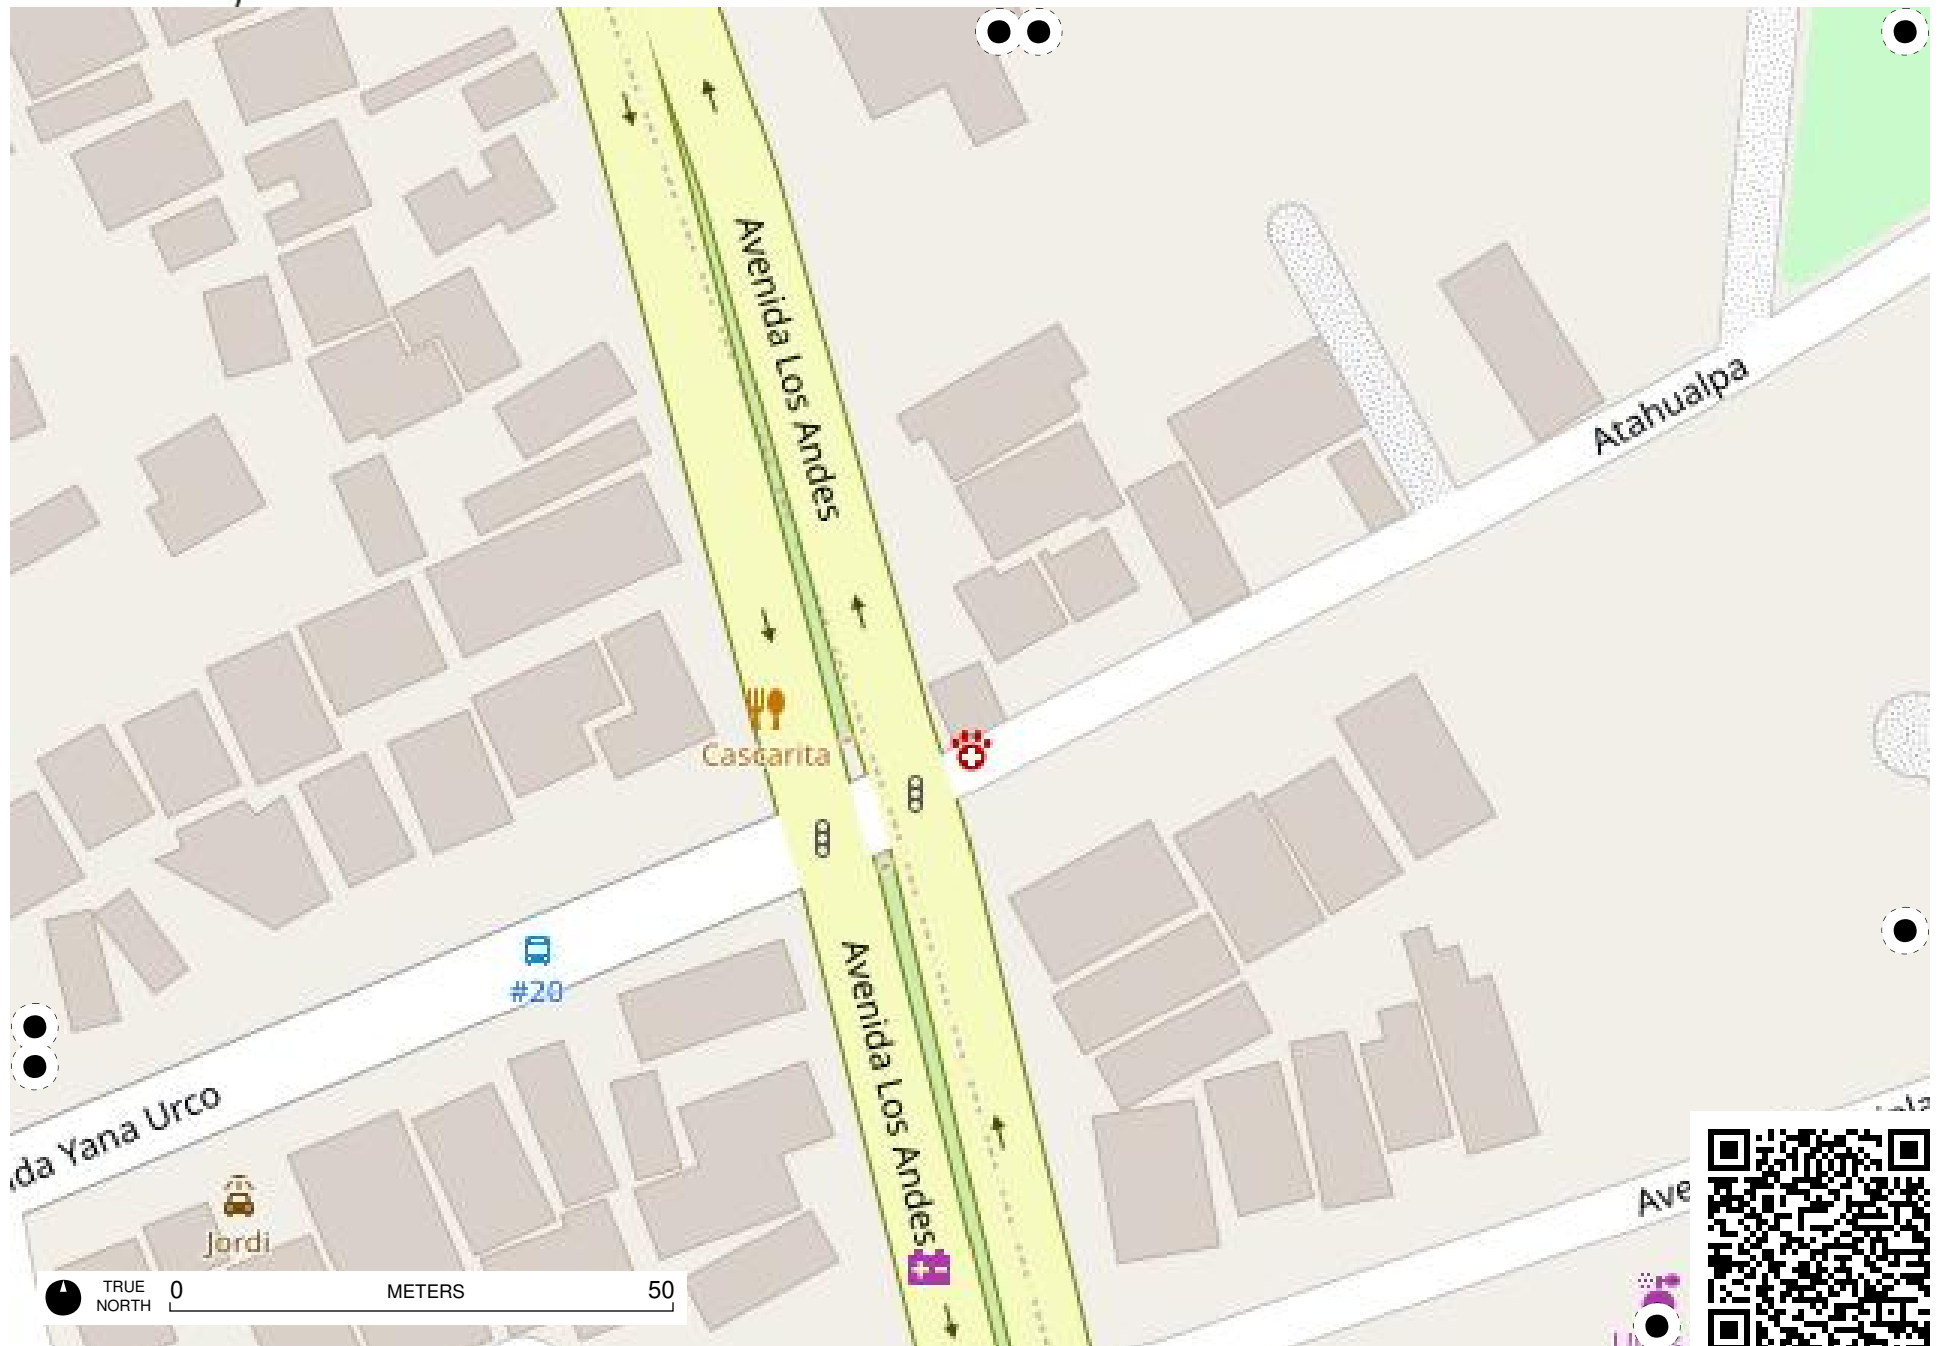 Avenida Los Andes
Atahualpa
Cascarita
#20
Avenida Los Andes
da Yana Urco
Jordi
Ave
TRUE NORTH
0 METERS 50